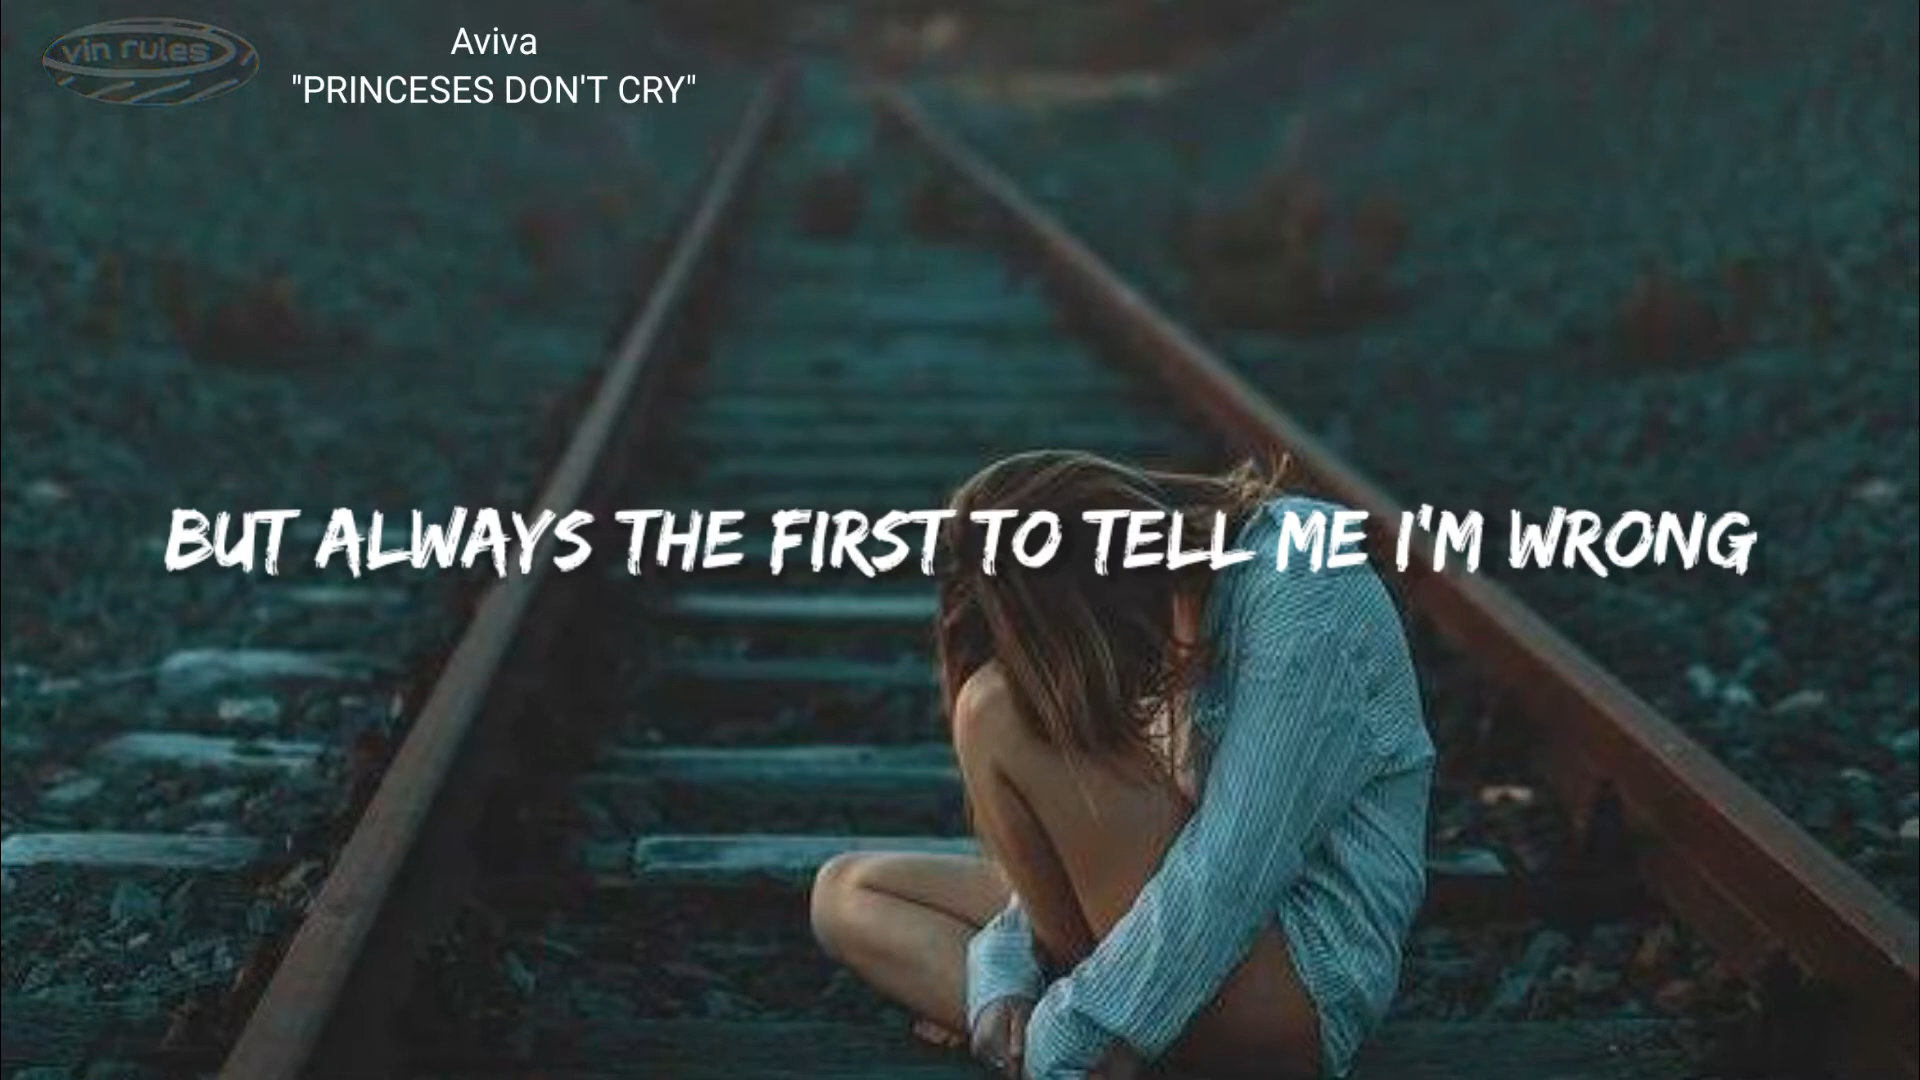 vin rules
Aviva
"PRINCESES DON'T CRY"
BUT ALWAYS THE FIRST TO TELL ME I'M WRONG